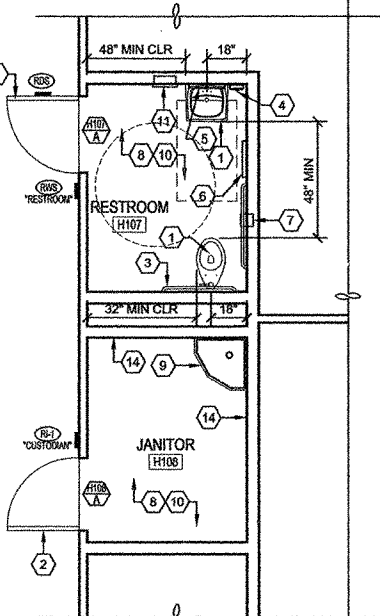 48" MIN CLR
18"
RDS
11
4
H107
A
8
10
5
1
6
48" MIN
RWS
"RESTROOM"
RESTROOM
H107
7
1
3
32" MIN CLR
18"
14
9
14
RI-1
"CUSTODIAN"
JANITOR
H108
H108
A
8
10
2